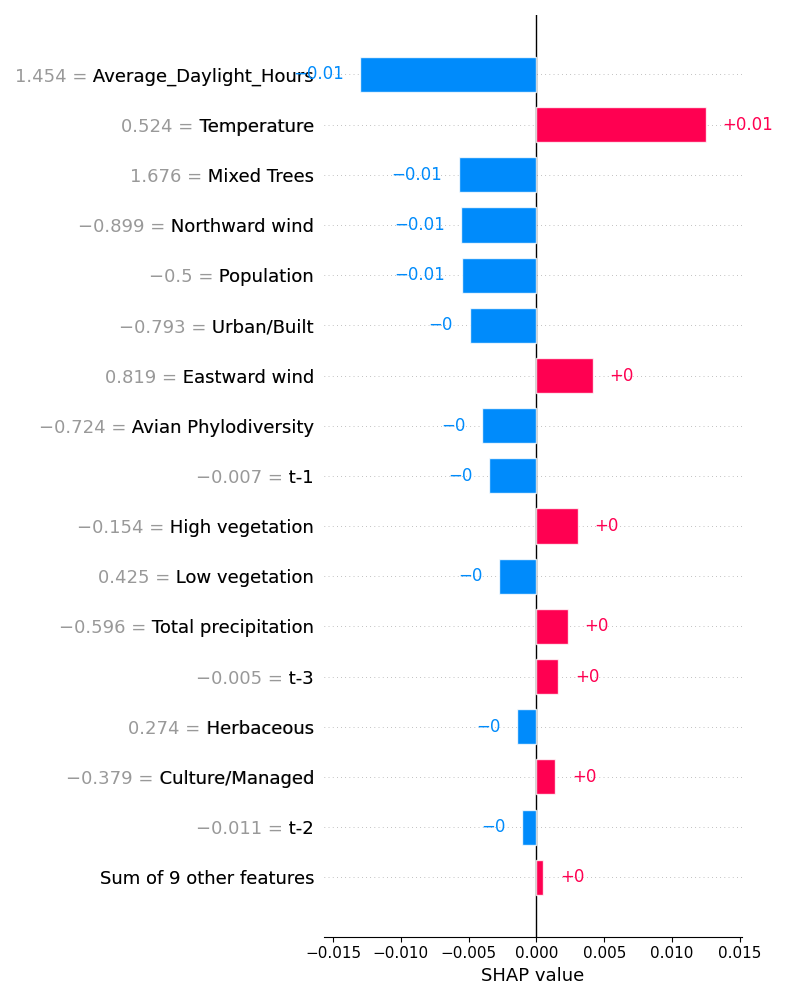 1.454 = Average_Daylight_Hours −0.01
0.524 = Temperature +0.01
1.676 = Mixed Trees −0.01
−0.899 = Northward wind −0.01
−0.5 = Population −0.01
−0.793 = Urban/Built −0
0.819 = Eastward wind +0
−0.724 = Avian Phylodiversity −0
−0.007 = t-1 −0
−0.154 = High vegetation +0
0.425 = Low vegetation −0
−0.596 = Total precipitation +0
−0.005 = t-3 +0
0.274 = Herbaceous −0
−0.379 = Culture/Managed +0
−0.011 = t-2 −0
Sum of 9 other features +0
−0.015 −0.010 −0.005 0.000 0.005 0.010 0.015
SHAP value